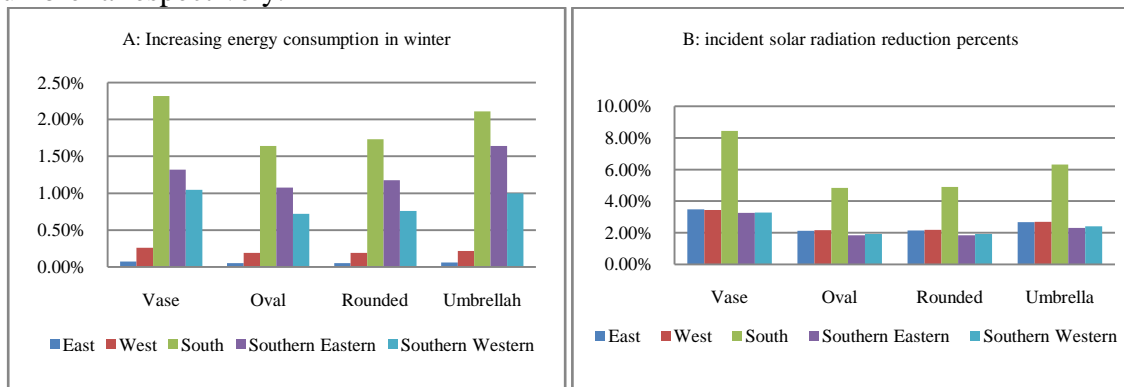 respectively.
A: Increasing energy consumption in winter
2.50%
2.00%
1.50%
1.00%
0.50%
0.00%
Vase Oval Rounded Umbrellah
East West South Southern Eastern Southern Western
B: incident solar radiation reduction percents
10.00%
8.00%
6.00%
4.00%
2.00%
0.00%
Vase Oval Rounded Umbrella
East West South Southern Eastern Southern Western